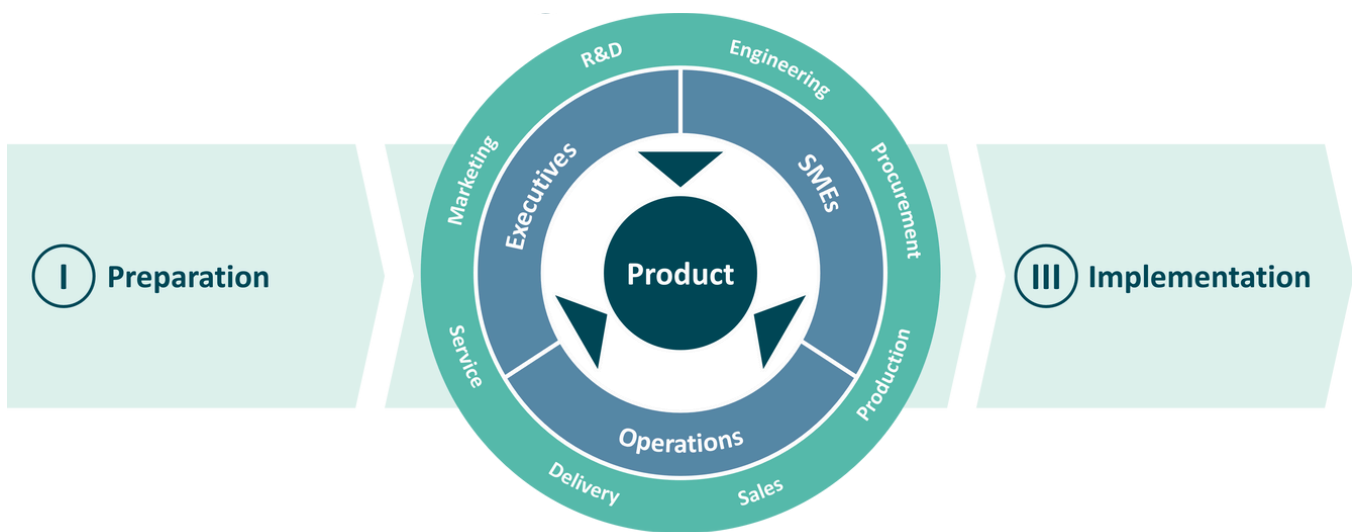 R&D
Engineering
Marketing
Executives
SMEs
Procurement
I
Preparation
Product
III
Implementation
Service
Production
Operations
Delivery
Sales